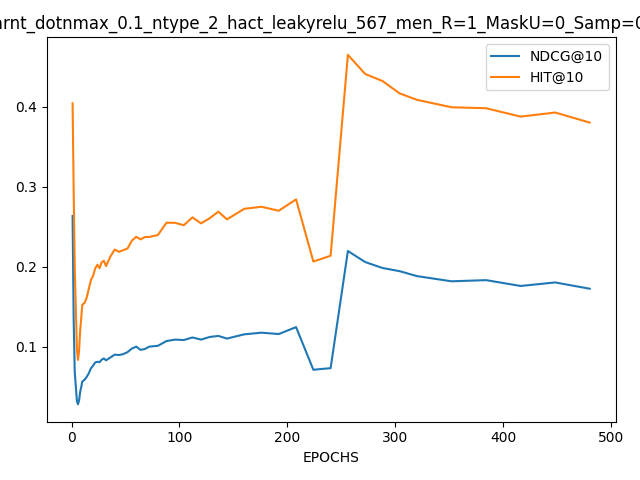 arnt_dotnmax_0.1_ntype_2_hact_leakyrelu_567_men_R=1_MaskU=0_Samp=0
NDCG@10
HIT@10
0.4
0.3
0.2
0.1
0 100 200 300 400 500
EPOCHS